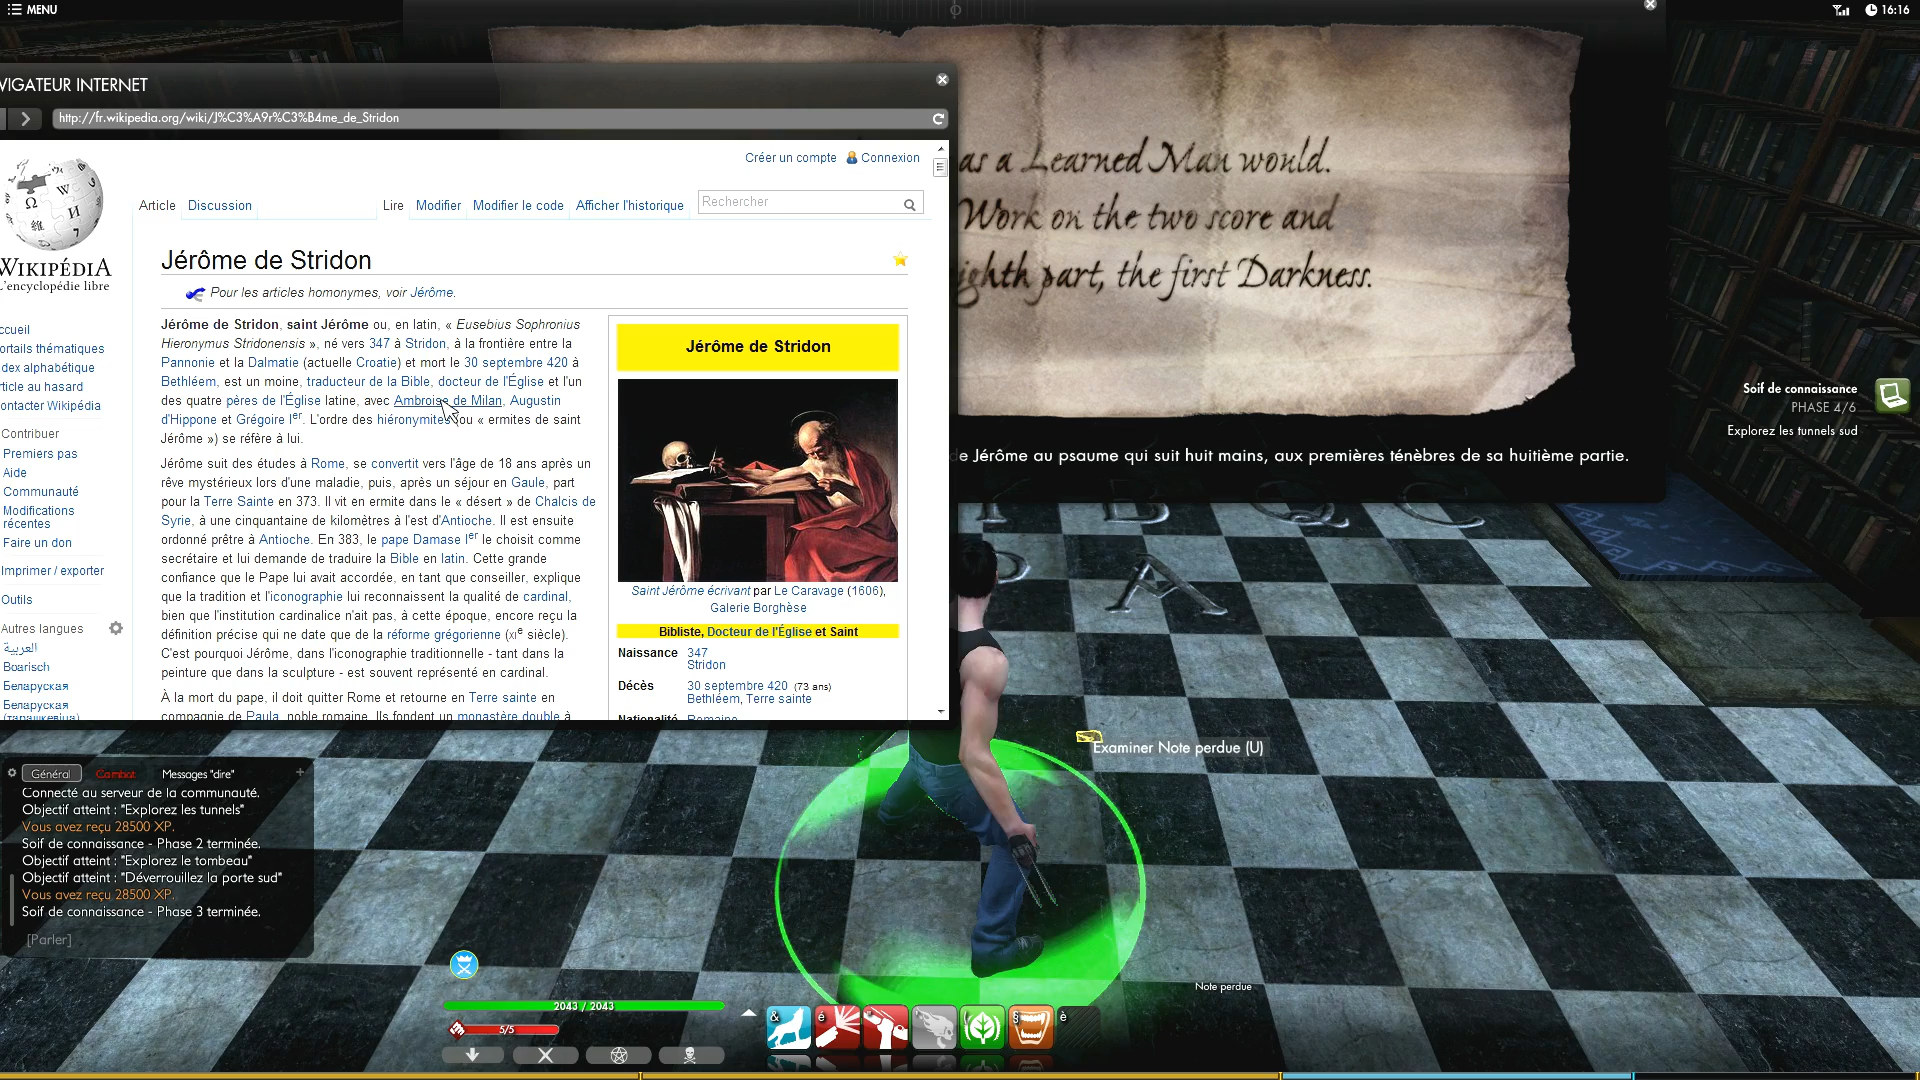 MENU
16:16
VIGATEUR INTERNET
http://fr.wikipedia.org/wiki/J%C3%A9r%C3%B4me_de_Stridon
Créer un compte Connexion
Article Discussion Lire Modifier Modifier le code Afficher l'historique Rechercher
WIKIPÉDIA
L'encyclopédie libre
ccueil
ortails thématiques
dex alphabétique
rticle au hasard
ontacter Wikipédia
Contribuer
Premiers pas
Aide
Communauté
Modifications
récentes
Faire un don
Imprimer / exporter
Outils
Autres langues
العربية
Boarisch
Беларуская
Беларуская
(тарашкевіца)
Jérôme de Stridon
Pour les articles homonymes, voir Jérôme.
Jérôme de Stridon, saint Jérôme ou, en latin, « Eusebius Sophronius
Hieronymus Stridonensis », né vers 347 à Stridon, à la frontière entre la
Pannonie et la Dalmatie (actuelle Croatie) et mort le 30 septembre 420 à
Bethléem, est un moine, traducteur de la Bible, docteur de l'Église et l'un
des quatre pères de l'Église latine, avec Ambroise de Milan, Augustin
d'Hippone et Grégoire Ier. L'ordre des hiéronymites (ou « ermites de saint
Jérôme ») se réfère à lui.
Jérôme suit des études à Rome, se convertit vers l'âge de 18 ans après un
rêve mystérieux lors d'une maladie, puis, après un séjour en Gaule, part
pour la Terre Sainte en 373. Il vit en ermite dans le « désert » de Chalcis de
Syrie, à une cinquantaine de kilomètres à l'est d'Antioche. Il est ensuite
ordonné prêtre à Antioche. En 383, le pape Damase Ier le choisit comme
secrétaire et lui demande de traduire la Bible en latin. Cette grande
confiance que le Pape lui avait accordée, en tant que conseiller, explique
que la tradition et l'iconographie lui reconnaissent la qualité de cardinal,
bien que l'institution cardinalice n'ait pas, à cette époque, encore reçu la
définition précise qui ne date que de la réforme grégorienne (XIe siècle).
C'est pourquoi Jérôme, dans l'iconographie traditionnelle - tant dans la
peinture que dans la sculpture - est souvent représenté en cardinal.
À la mort du pape, il doit quitter Rome et retourne en Terre sainte en
compagnie de Paula, noble romaine. Ils fondent un monastère double à
Jérôme de Stridon
Saint Jérôme écrivant par Le Caravage (1606),
Galerie Borghèse
Bibliste, Docteur de l'Église et Saint
Naissance 347
Stridon
Décès 30 septembre 420 (73 ans)
Bethléem, Terre sainte
Nationalité Romaine
as a Learned Man would.
Work on the two score and
ighth part, the first Darkness.
de Jérôme au psaume qui suit huit mains, aux premières ténèbres de sa huitième partie.
Soif de connaissance
PHASE 4/6
Explorez les tunnels sud
B Q C
A
Examiner Note perdue (U)
Note perdue
Général Combat Messages "dire" +
Connecté au serveur de la communauté.
Objectif atteint : "Explorez les tunnels"
Vous avez reçu 28500 XP.
Soif de connaissance - Phase 2 terminée.
Objectif atteint : "Explorez le tombeau"
Objectif atteint : "Déverrouillez la porte sud"
Vous avez reçu 28500 XP.
Soif de connaissance - Phase 3 terminée.
[Parler]
2043 / 2043
5/5
& é § è